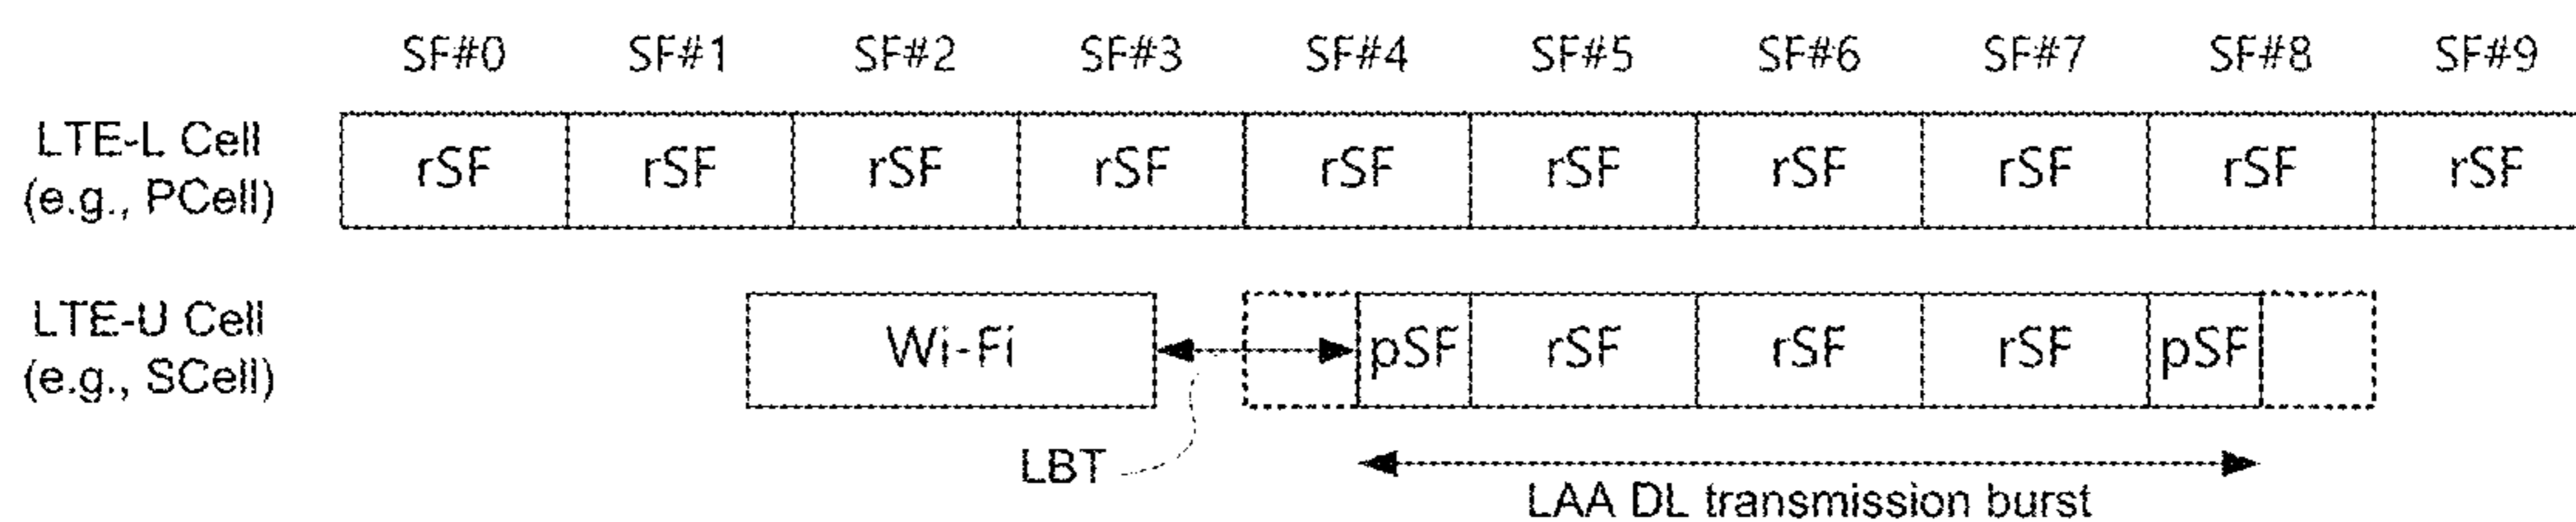 SF#0 SF#1 SF#2 SF#3 SF#4 SF#5 SF#6 SF#7 SF#8 SF#9
LTE-L Cell
(e.g., PCell)
rSF rSF rSF rSF rSF rSF rSF rSF rSF rSF
LTE-U Cell
(e.g., SCell)
Wi-Fi pSF rSF rSF rSF pSF
LBT
LAA DL transmission burst